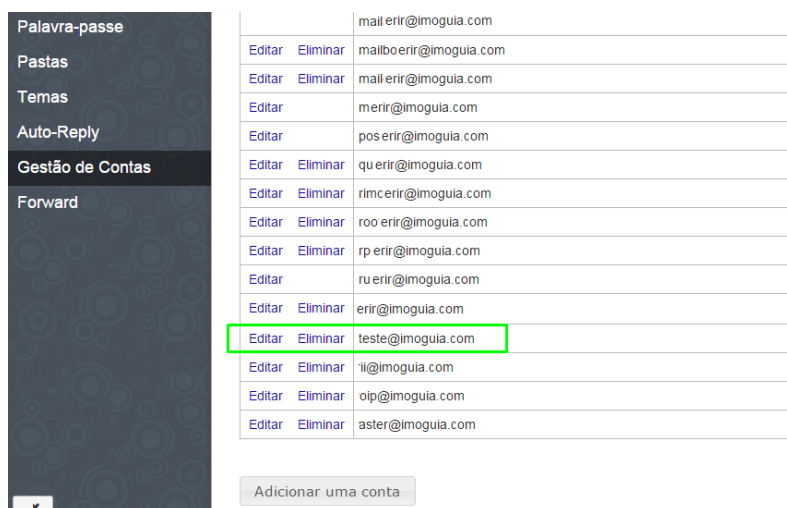 Palavra-passe
Pastas
Temas
Auto-Reply
Gestão de Contas
Forward
mail erir@imoguia.com
Editar Eliminar mailboerir@imoguia.com
Editar Eliminar mail erir@imoguia.com
Editar merir@imoguia.com
Editar pos erir@imoguia.com
Editar Eliminar qu erir@imoguia.com
Editar Eliminar rimcerir@imoguia.com
Editar Eliminar roo erir@imoguia.com
Editar Eliminar rp erir@imoguia.com
Editar ru erir@imoguia.com
Editar Eliminar erir@imoguia.com
Editar Eliminar teste@imoguia.com
Editar Eliminar ii@imoguia.com
Editar Eliminar oip@imoguia.com
Editar Eliminar aster@imoguia.com
Adicionar uma conta